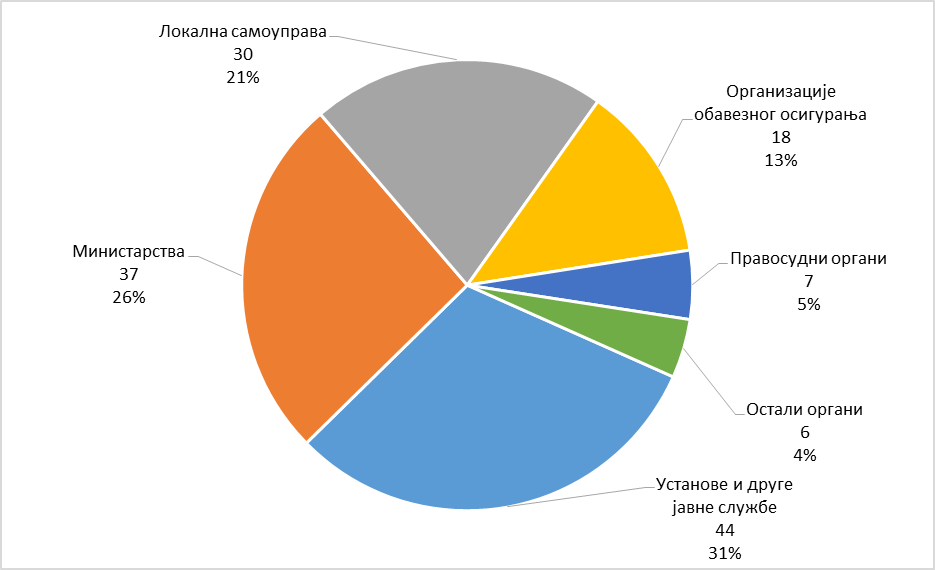 Локална самоуправа
30
21%
Организације
обавезног осигурања
18
13%
Министарства
37
26%
Правосудни органи
7
5%
Остали органи
6
4%
Установе и друге
јавне службе
44
31%